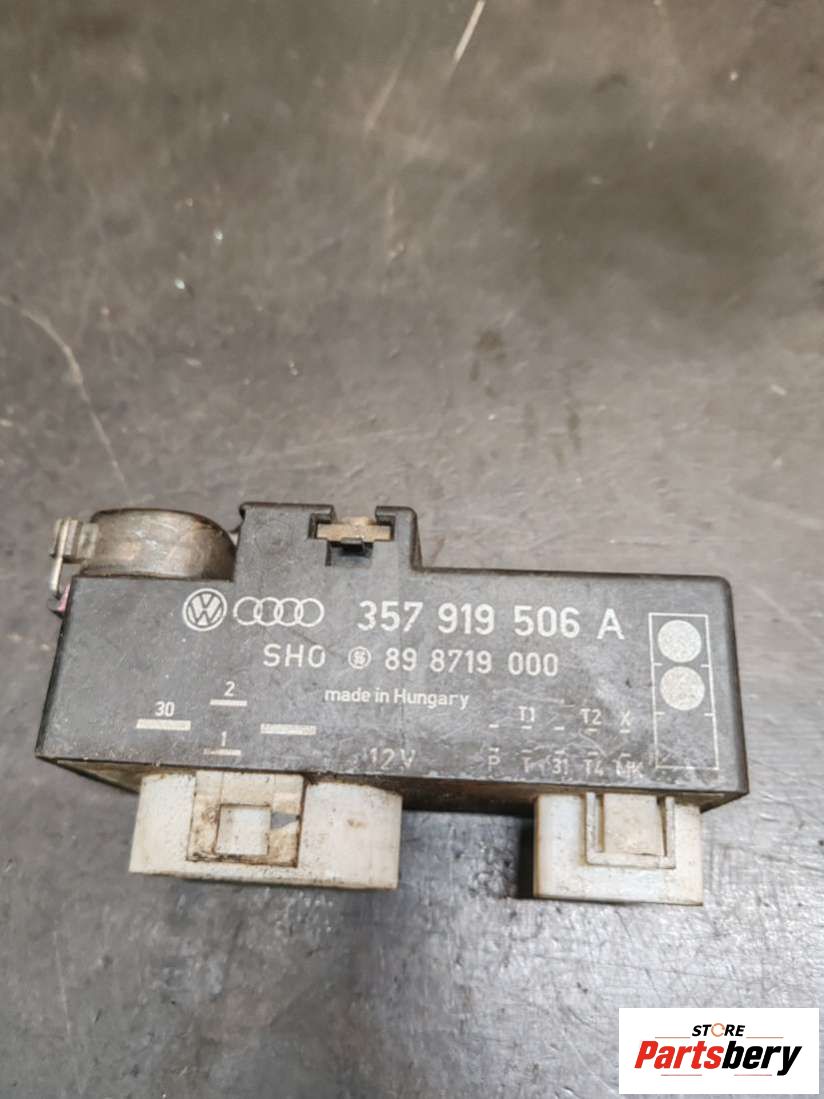 357 919 506 A
SHO 89 8719 000
made in Hungary
2
30
1
12V
T1 T2 X
P T 31 T4 MK
STORE
Partsbery